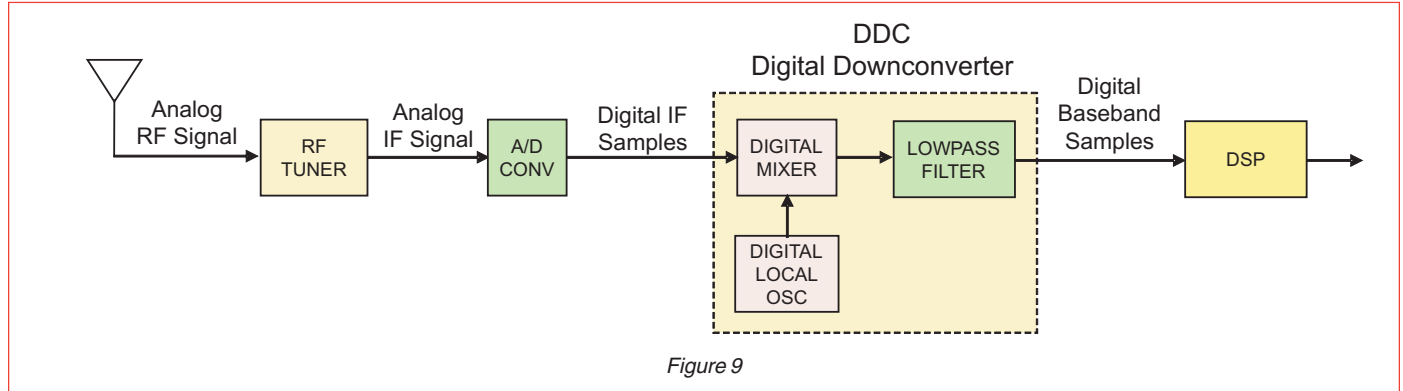 DDC
Digital Downconverter
Analog
RF Signal
RF
TUNER
Analog
IF Signal
A/D
CONV
Digital IF
Samples
DIGITAL
MIXER
LOWPASS
FILTER
DIGITAL
LOCAL
OSC
Digital
Baseband
Samples
DSP
Figure 9